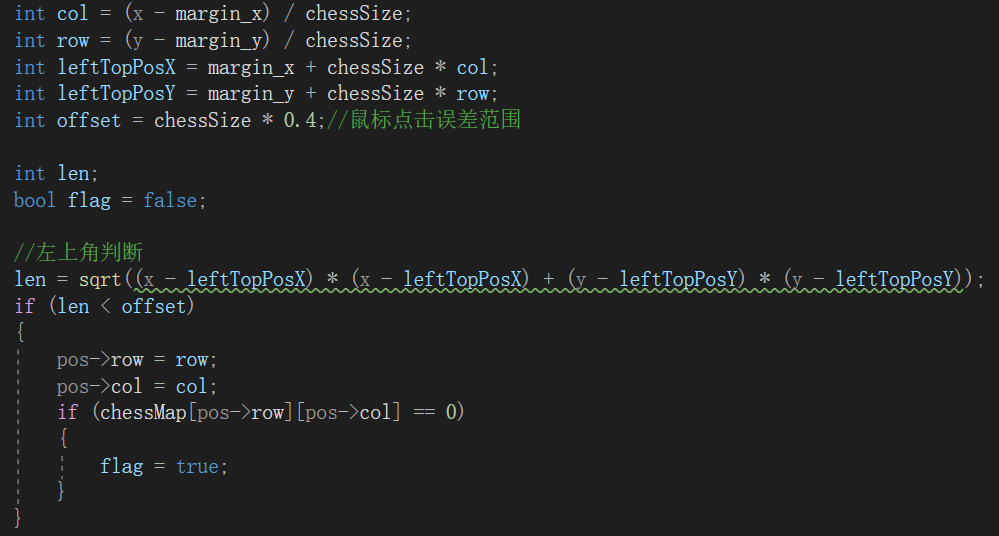 int col = (x - margin_x) / chessSize;
int row = (y - margin_y) / chessSize;
int leftTopPosX = margin_x + chessSize * col;
int leftTopPosY = margin_y + chessSize * row;
int offset = chessSize * 0.4;//鼠标点击误差范围
int len;
bool flag = false;
//左上角判断
len = sqrt((x - leftTopPosX) * (x - leftTopPosX) + (y - leftTopPosY) * (y - leftTopPosY));
if (len < offset)
{
pos->row = row;
pos->col = col;
if (chessMap[pos->row][pos->col] == 0)
{
flag = true;
}
}